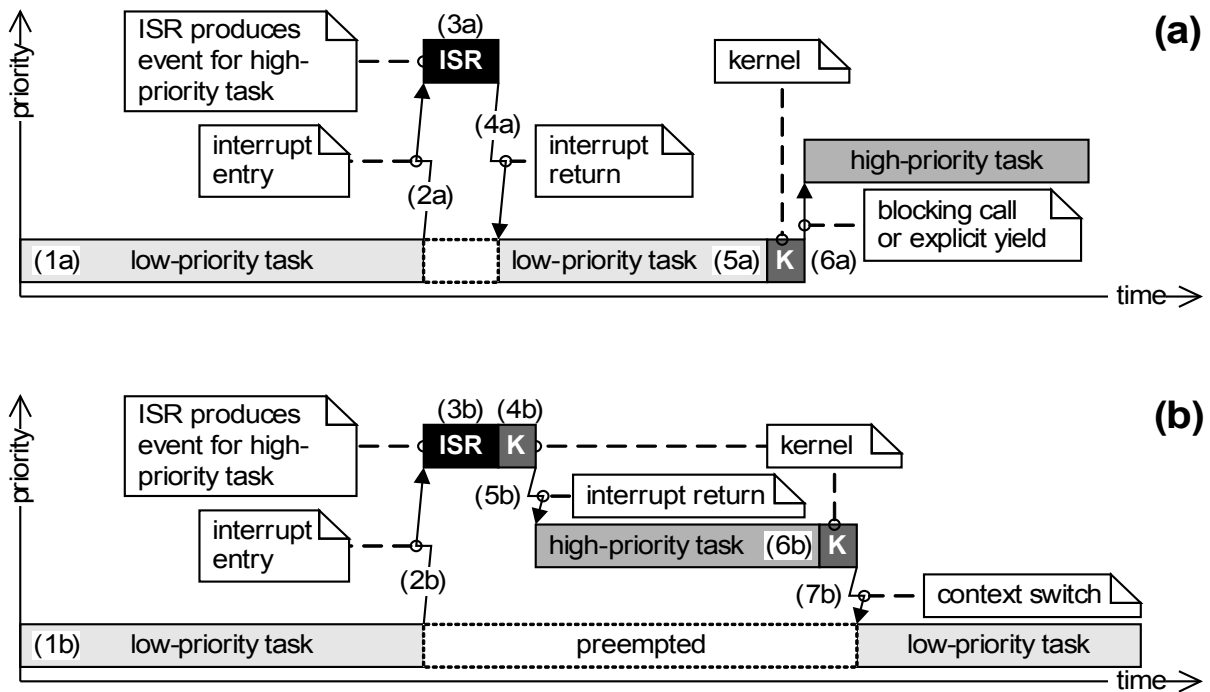 (a)
priority
ISR produces
event for high-
priority task
(3a)
ISR
kernel
interrupt
entry
(4a)
interrupt
return
high-priority task
(2a)
blocking call
or explicit yield
(1a) low-priority task
low-priority task (5a) K (6a)
time
(b)
priority
ISR produces
event for high-
priority task
(3b) (4b)
ISR K
kernel
(5b)
interrupt return
interrupt
entry
high-priority task (6b) K
(2b)
(7b)
context switch
(1b) low-priority task
preempted
low-priority task
time